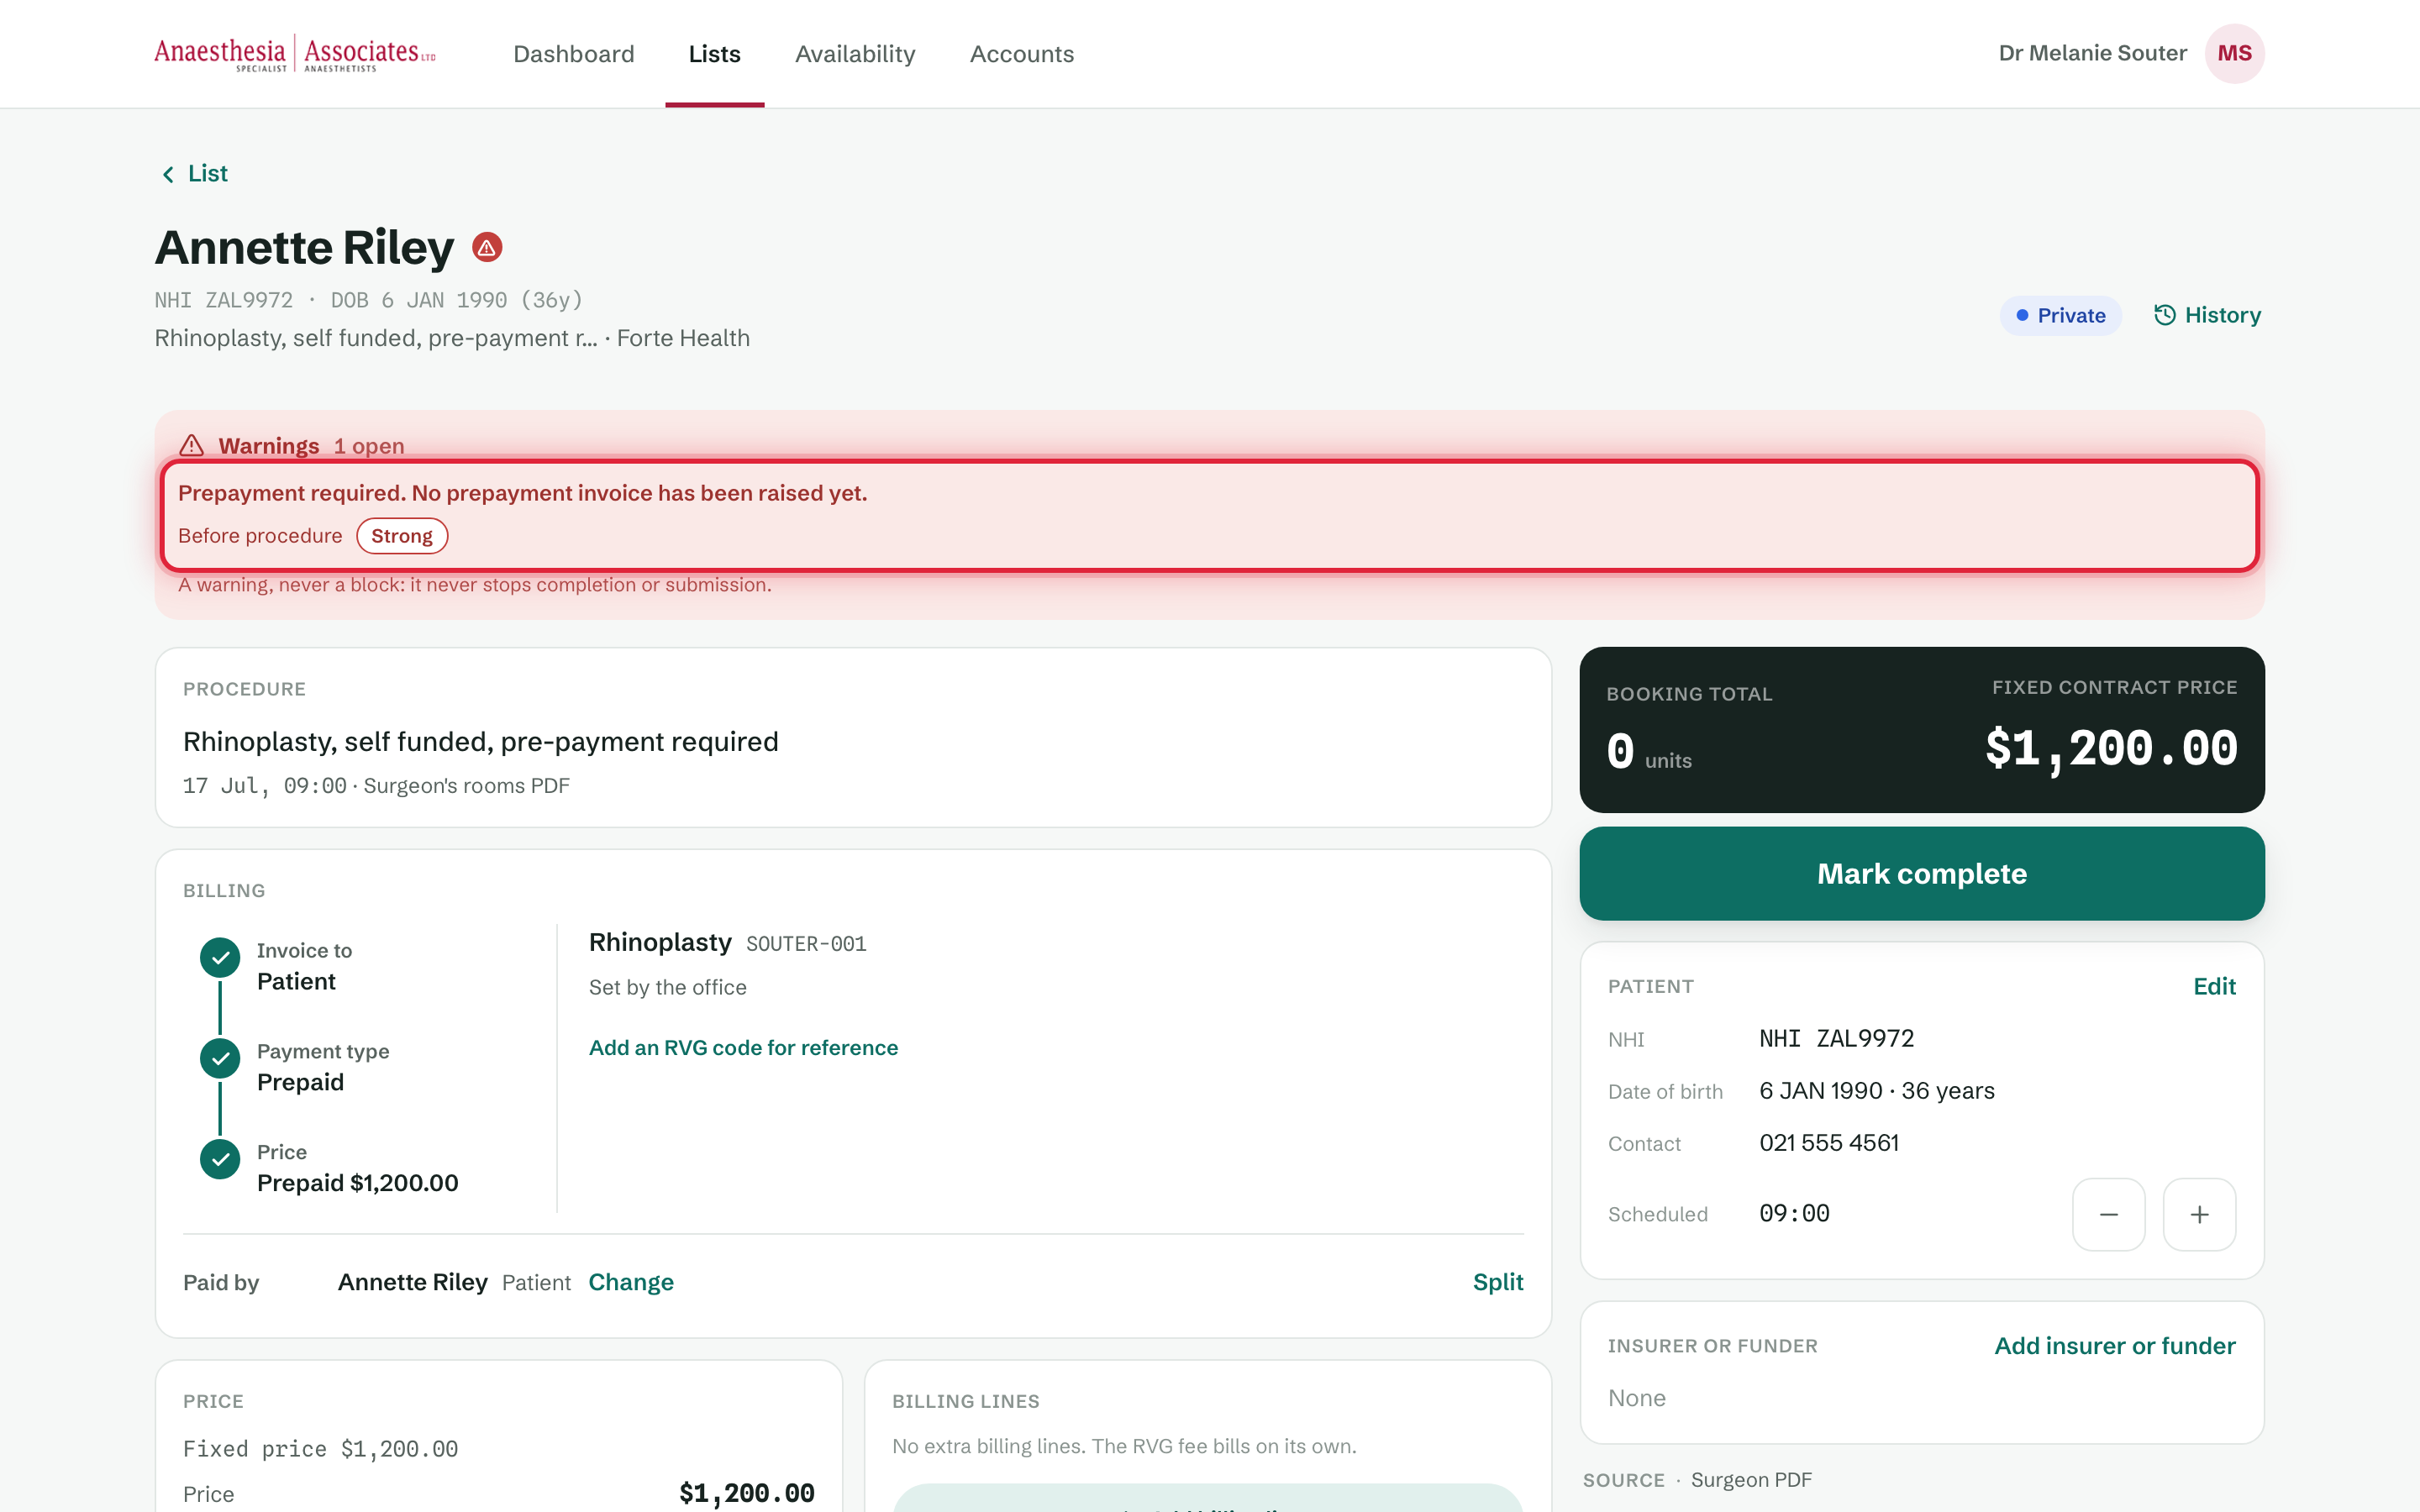 Anaesthesia | Associates LTD
SPECIALIST ANAESTHETISTS
Dashboard
Lists
Availability
Accounts
Dr Melanie Souter
MS
List
Annette Riley
NHI ZAL9972 · DOB 6 JAN 1990 (36y)
Rhinoplasty, self funded, pre-payment r... · Forte Health
Private
History
Warnings 1 open
Prepayment required. No prepayment invoice has been raised yet.
Before procedure Strong
A warning, never a block: it never stops completion or submission.
PROCEDURE
Rhinoplasty, self funded, pre-payment required
17 Jul, 09:00 · Surgeon's rooms PDF
BOOKING TOTAL
0 units
FIXED CONTRACT PRICE
$1,200.00
Mark complete
BILLING
Invoice to
Patient
Payment type
Prepaid
Price
Prepaid $1,200.00
Rhinoplasty SOUTER-001
Set by the office
Add an RVG code for reference
Paid by Annette Riley Patient Change Split
PATIENT Edit
NHI NHI ZAL9972
Date of birth 6 JAN 1990 · 36 years
Contact 021 555 4561
Scheduled 09:00 − +
INSURER OR FUNDER Add insurer or funder
None
SOURCE · Surgeon PDF
PRICE
Fixed price $1,200.00
Price $1,200.00
BILLING LINES
No extra billing lines. The RVG fee bills on its own.